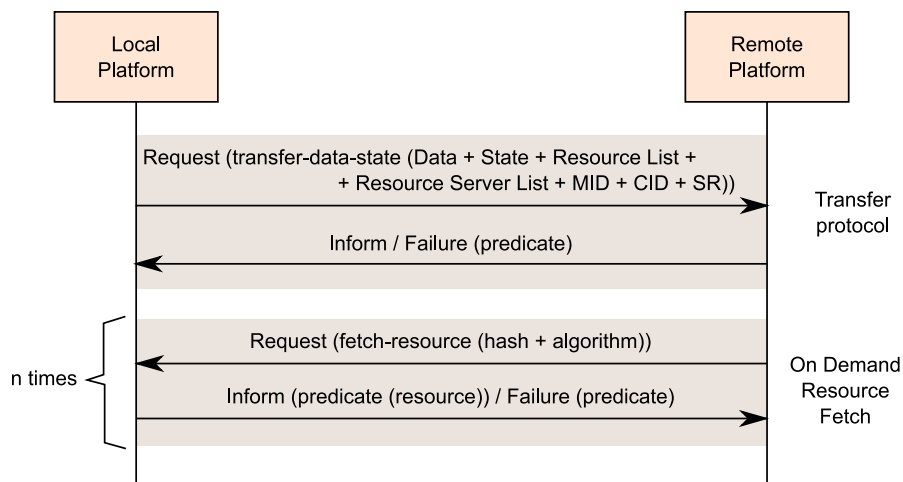 Local
Platform
Remote
Platform
Request (transfer-data-state (Data + State + Resource List +
+ Resource Server List + MID + CID + SR))
Transfer
protocol
Inform / Failure (predicate)
Request (fetch-resource (hash + algorithm))
n times
On Demand
Resource
Fetch
Inform (predicate (resource)) / Failure (predicate)